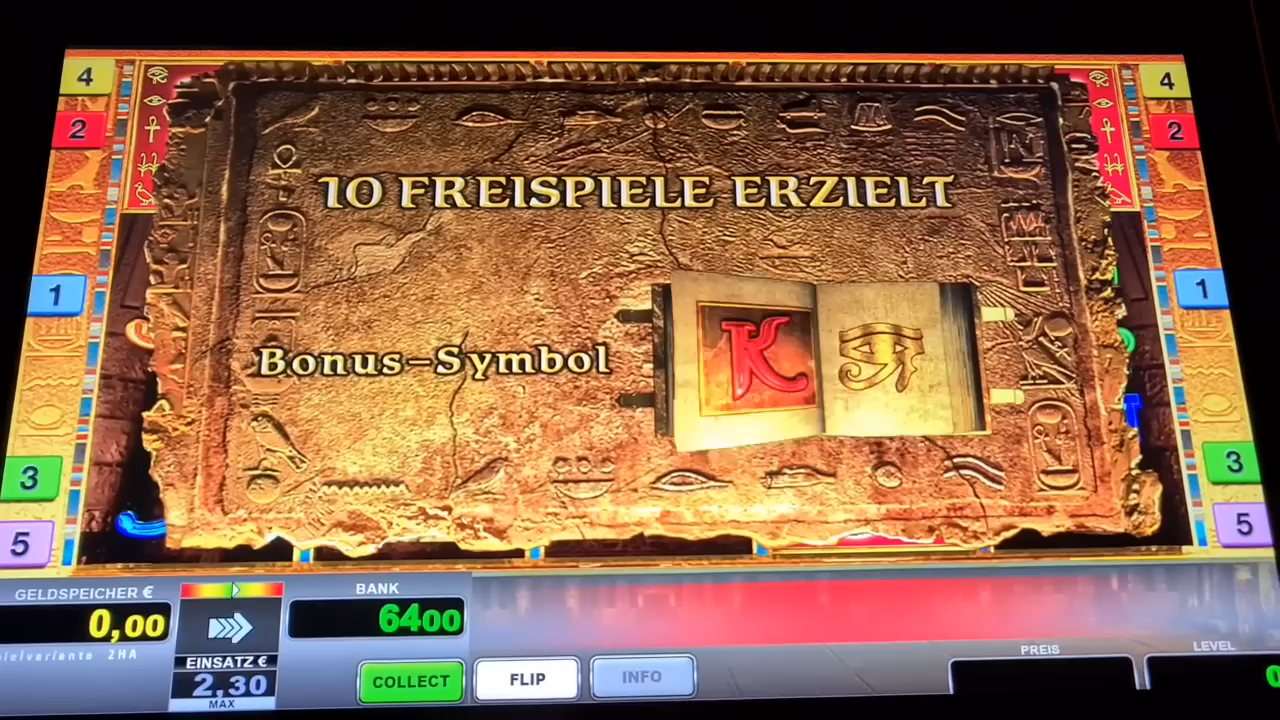 4
4
2
2
10 FREISPIELE ERZIELT
1
1
Bonus-Symbol
K
3
3
5
5
GELDSPEICHER €
BANK
0,00
6400
2HA
EINSATZ €
2,30
MAX
COLLECT
FLIP
INFO
PREIS
LEVEL